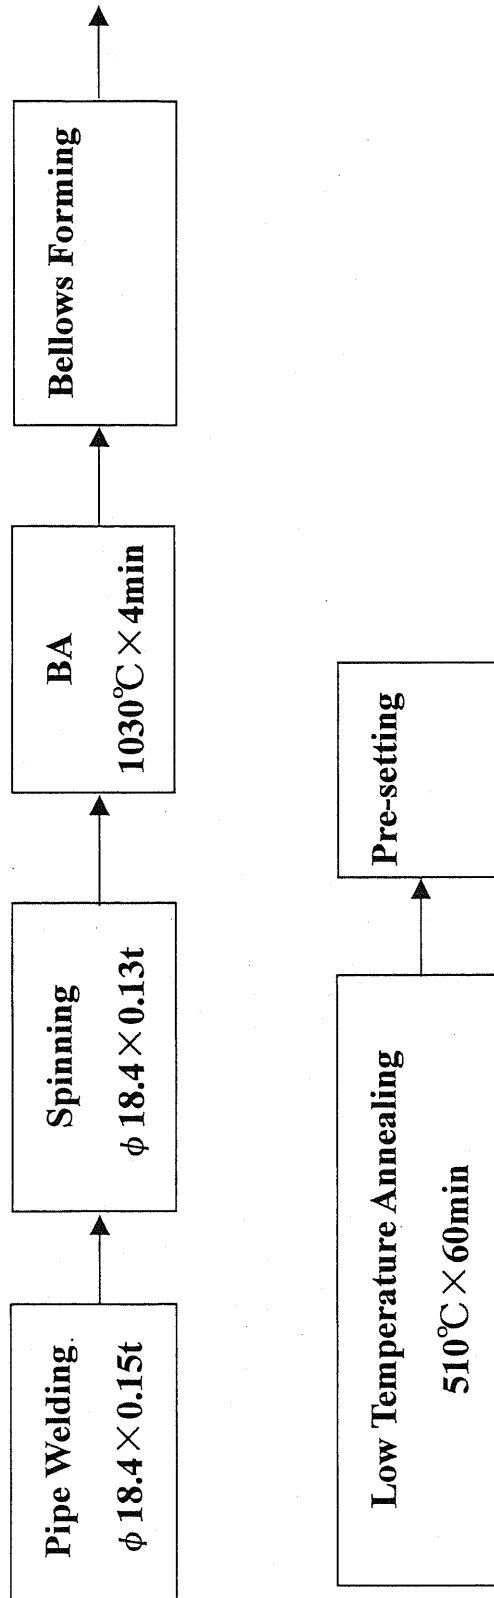 Pipe Welding
ϕ 18.4×0.15t
Spinning
ϕ 18.4×0.13t
BA
1030℃×4min
Bellows Forming
Low Temperature Annealing
510℃×60min
Pre-setting